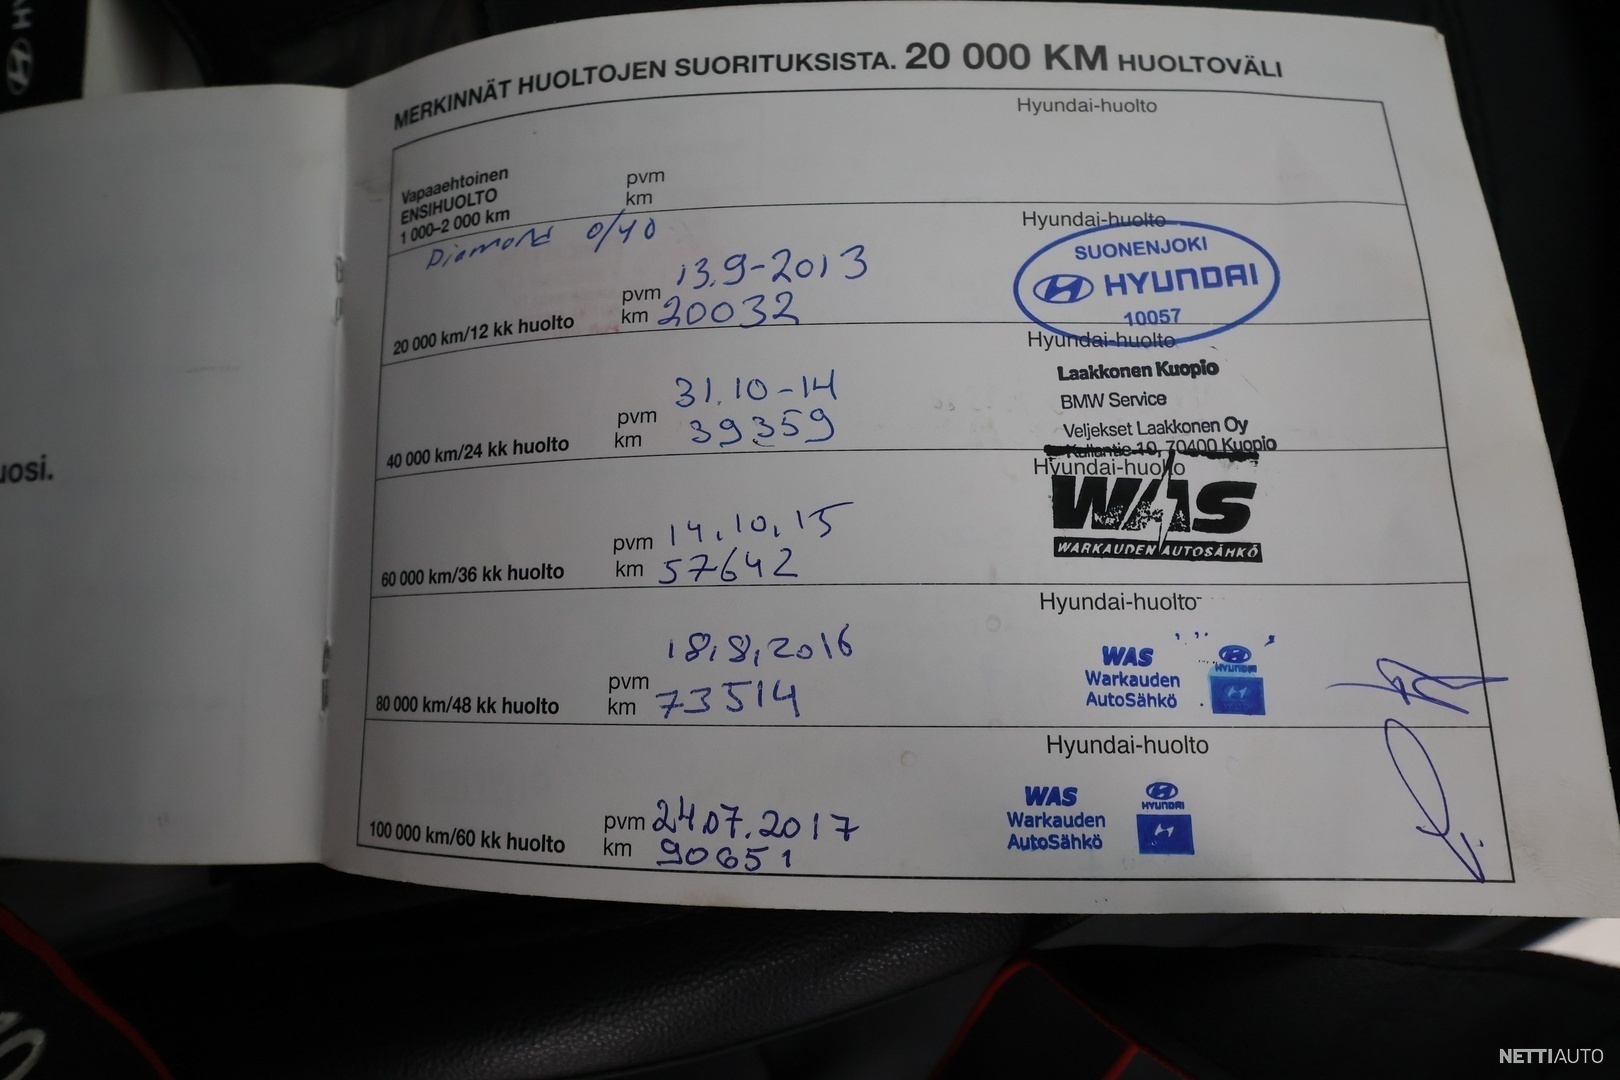 MERKINNÄT HUOLTOJEN SUORITUKSISTA. 20 000 KM HUOLTOVÄLI
Hyundai-huolto
Vapaaehtoinen
ENSIHUOLTO
1 000–2 000 km
pvm
km
Diamond 0/40
Hyundai-huolto
SUONENJOKI
HYUNDAI
10057
20 000 km/12 kk huolto
pvm 13.9-2013
km 20032
Hyundai-huolto
Laakkonen Kuopio
BMW Service
Veljekset Laakkonen Oy
Kallantie 10, 70400 Kuopio
40 000 km/24 kk huolto
pvm 31.10-14
km 39359
Hyundai-huolto
WAS
WARKAUDEN AUTOSÄHKÖ
60 000 km/36 kk huolto
pvm 14.10.15
km 57642
Hyundai-huolto
WAS
Warkauden
AutoSähkö
HYUNDAI
80 000 km/48 kk huolto
pvm 18.8.2016
km 73514
Hyundai-huolto
WAS
Warkauden
AutoSähkö
HYUNDAI
100 000 km/60 kk huolto
pvm 24.07.2017
km 90651
uosi.
NETTIAUTO